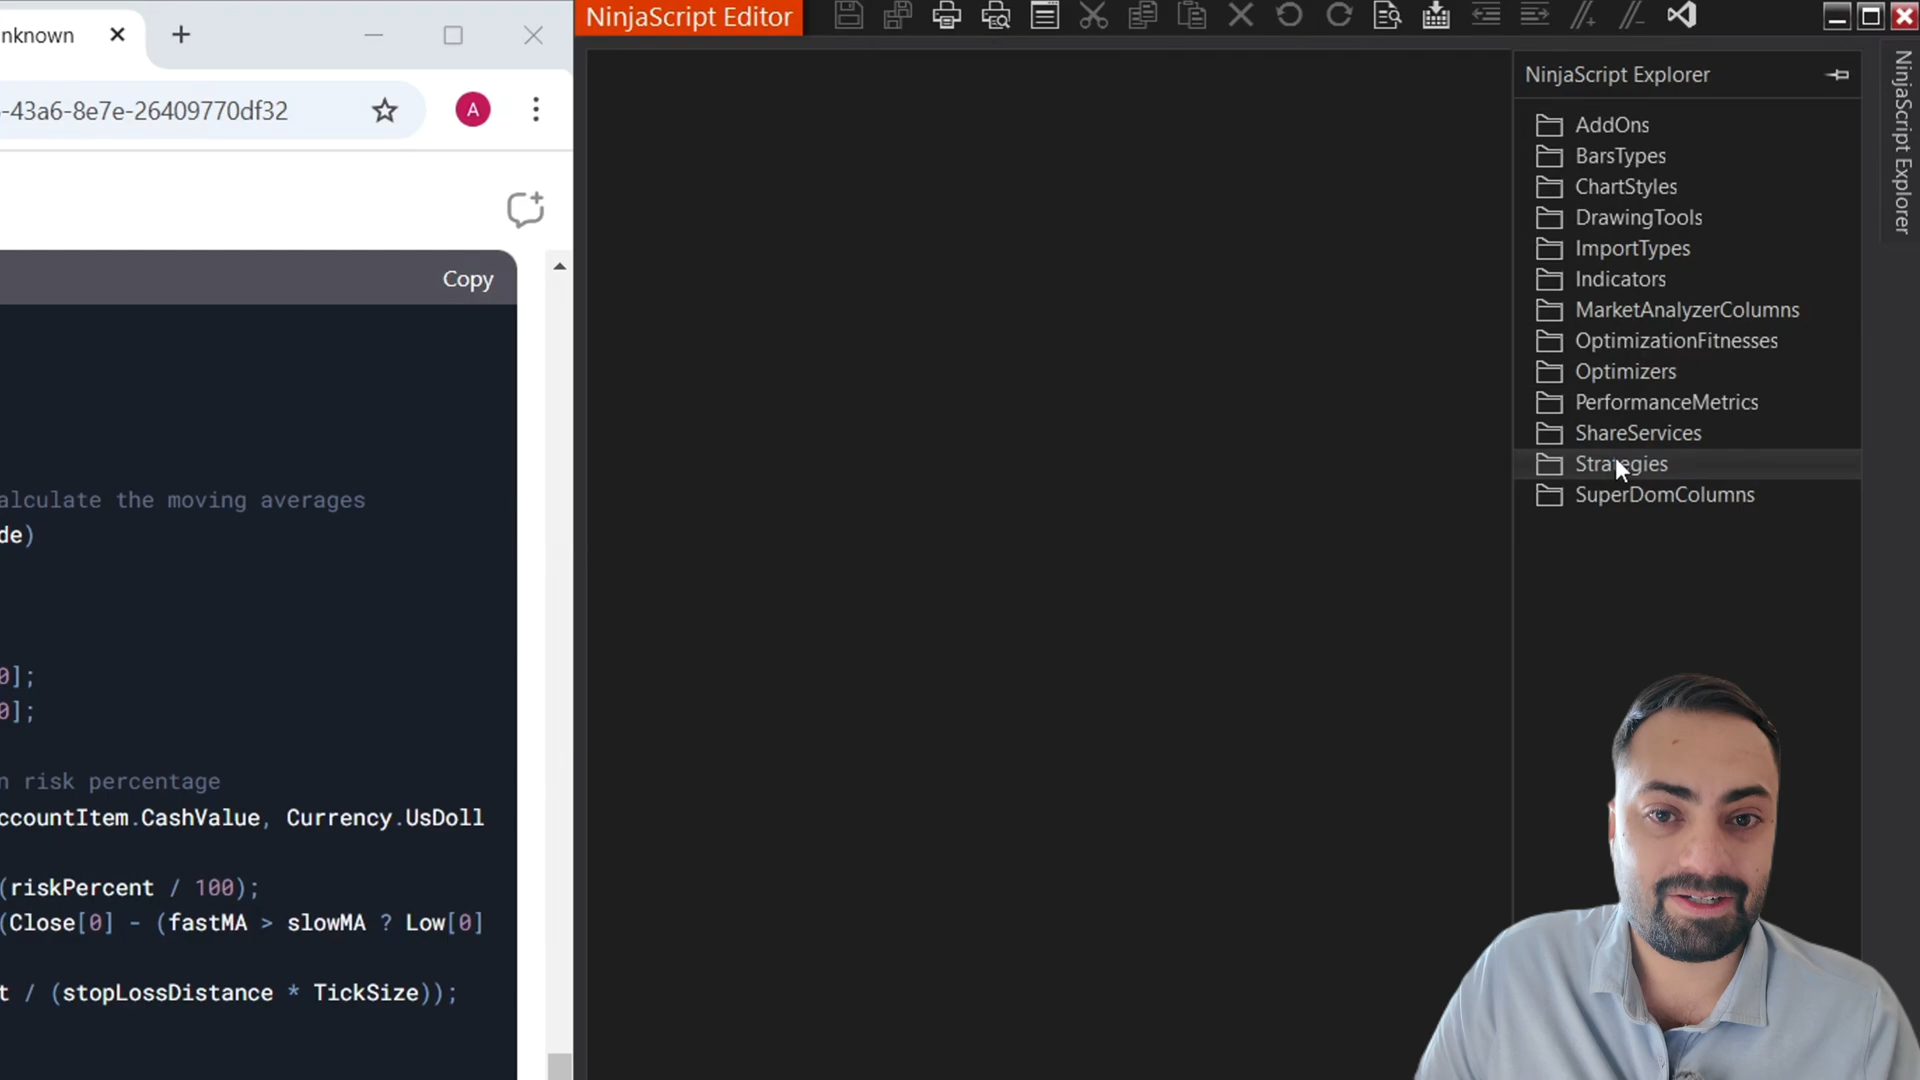 nknown
NinjaScript Editor
-43a6-8e7e-26409770df32
A
NinjaScript Explorer
NinjaScript Explorer
AddOns
BarsTypes
ChartStyles
DrawingTools
ImportTypes
Indicators
MarketAnalyzerColumns
OptimizationFitnesses
Optimizers
PerformanceMetrics
ShareServices
Strategies
SuperDomColumns
Copy
alculate the moving averages
de)
0];
0];
n risk percentage
ccountItem.CashValue, Currency.UsDoll
(riskPercent / 100);
(Close[0] - (fastMA > slowMA ? Low[0]
t / (stopLossDistance * TickSize));